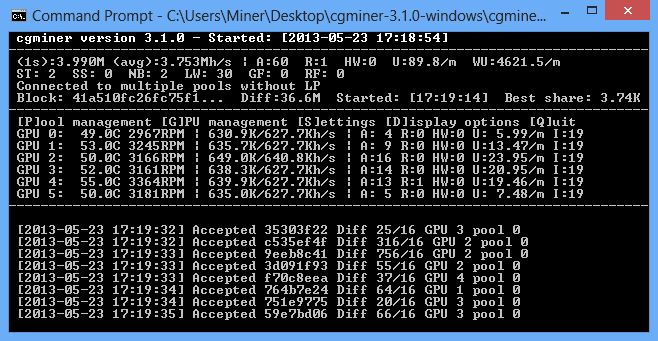 Command Prompt - C:\Users\Miner\Desktop\cgminer-3.1.0-windows\cgmine...
cgminer version 3.1.0 - Started: [2013-05-23 17:18:54]
(1s):3.990M (avg):3.753Mh/s | A:60 R:1 HW:0 U:89.8/m WU:4621.5/m
ST: 2 SS: 0 NB: 2 LW: 30 GF: 0 RF: 0
Connected to multiple pools without LP
Block: 41a510fc26fc75f1... Diff:36.6M Started: [17:19:14] Best share: 3.74K
[P]ool management [G]PU management [S]ettings [D]isplay options [Q]uit
GPU 0: 49.0C 2967RPM | 630.9K/627.7Kh/s | A: 4 R:0 HW:0 U: 5.99/m I:19
GPU 1: 53.0C 3245RPM | 635.7K/627.7Kh/s | A: 9 R:0 HW:0 U:13.47/m I:19
GPU 2: 50.0C 3166RPM | 649.0K/640.8Kh/s | A:16 R:0 HW:0 U:23.95/m I:19
GPU 3: 52.0C 3161RPM | 638.3K/627.7Kh/s | A:14 R:0 HW:0 U:20.95/m I:19
GPU 4: 55.0C 3364RPM | 639.9K/627.7Kh/s | A:13 R:1 HW:0 U:19.46/m I:19
GPU 5: 50.0C 3181RPM | 635.0K/627.7Kh/s | A: 5 R:0 HW:0 U: 7.48/m I:19
[2013-05-23 17:19:32] Accepted 35303f22 Diff 25/16 GPU 3 pool 0
[2013-05-23 17:19:32] Accepted c535ef4f Diff 316/16 GPU 2 pool 0
[2013-05-23 17:19:33] Accepted 9eeb8c41 Diff 756/16 GPU 2 pool 0
[2013-05-23 17:19:33] Accepted 3d091f93 Diff 55/16 GPU 2 pool 0
[2013-05-23 17:19:33] Accepted f70c8eea Diff 37/16 GPU 4 pool 0
[2013-05-23 17:19:34] Accepted 764b7e24 Diff 64/16 GPU 1 pool 0
[2013-05-23 17:19:34] Accepted 751e9775 Diff 20/16 GPU 3 pool 0
[2013-05-23 17:19:35] Accepted 59e7bd06 Diff 66/16 GPU 3 pool 0